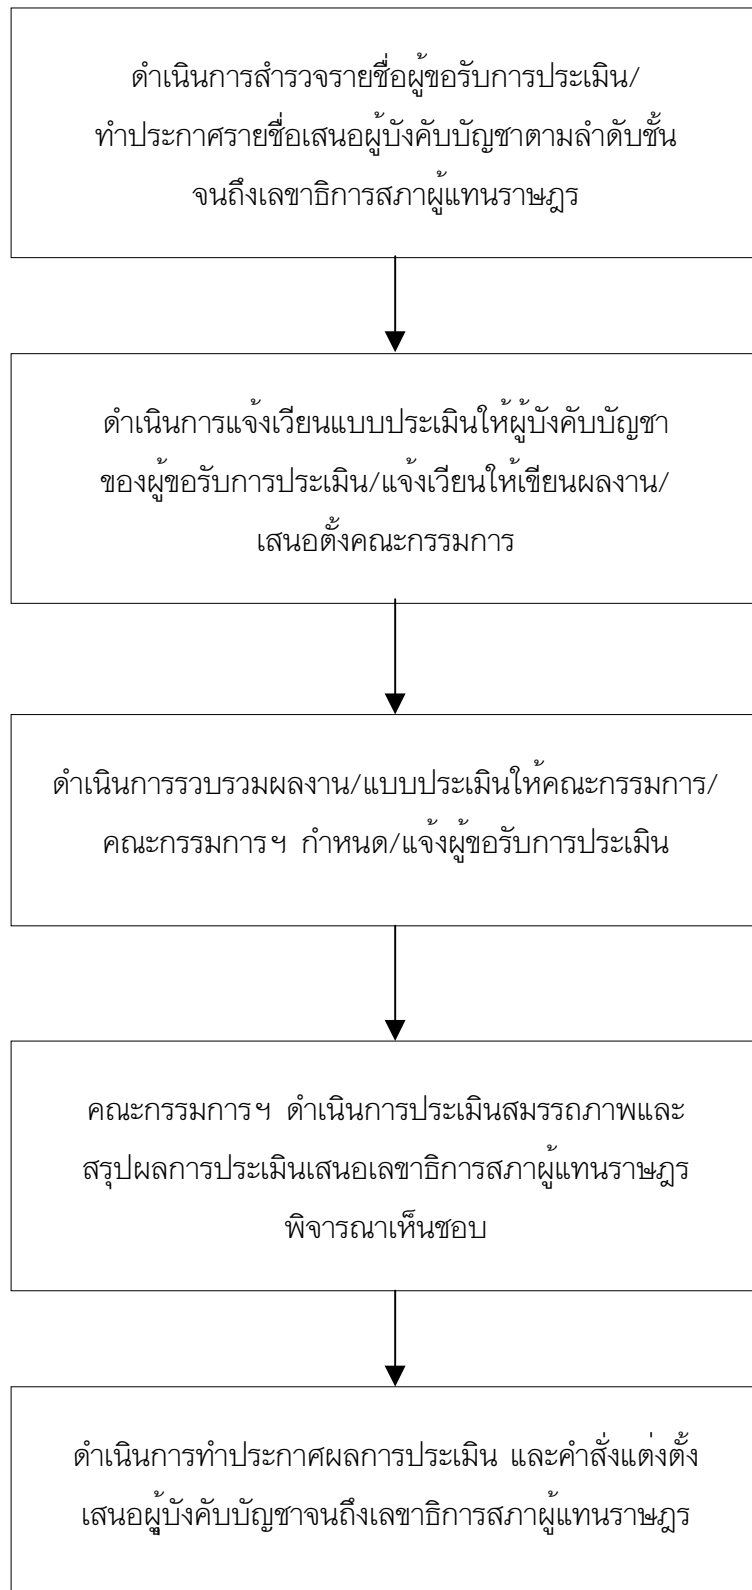 ดำเนินการสำรวจรายชื่อผู้ขอรับการประเมิน/
ทำประกาศรายชื่อเสนอผู้บังคับบัญชาตามลำดับชั้น
จนถึงเลขาธิการสภาผู้แทนราษฎร
ดำเนินการแจ้งเวียนแบบประเมินให้ผู้บังคับบัญชา
ของผู้ขอรับการประเมิน/แจ้งเวียนให้เขียนผลงาน/
เสนอตั้งคณะกรรมการ
ดำเนินการรวบรวมผลงาน/แบบประเมินให้คณะกรรมการ/
คณะกรรมการฯ กำหนด/แจ้งผู้ขอรับการประเมิน
คณะกรรมการฯ ดำเนินการประเมินสมรรถภาพและ
สรุปผลการประเมินเสนอเลขาธิการสภาผู้แทนราษฎร
พิจารณาเห็นชอบ
ดำเนินการทำประกาศผลการประเมิน และคำสั่งแต่งตั้ง
เสนอผู้บังคับบัญชาจนถึงเลขาธิการสภาผู้แทนราษฎร